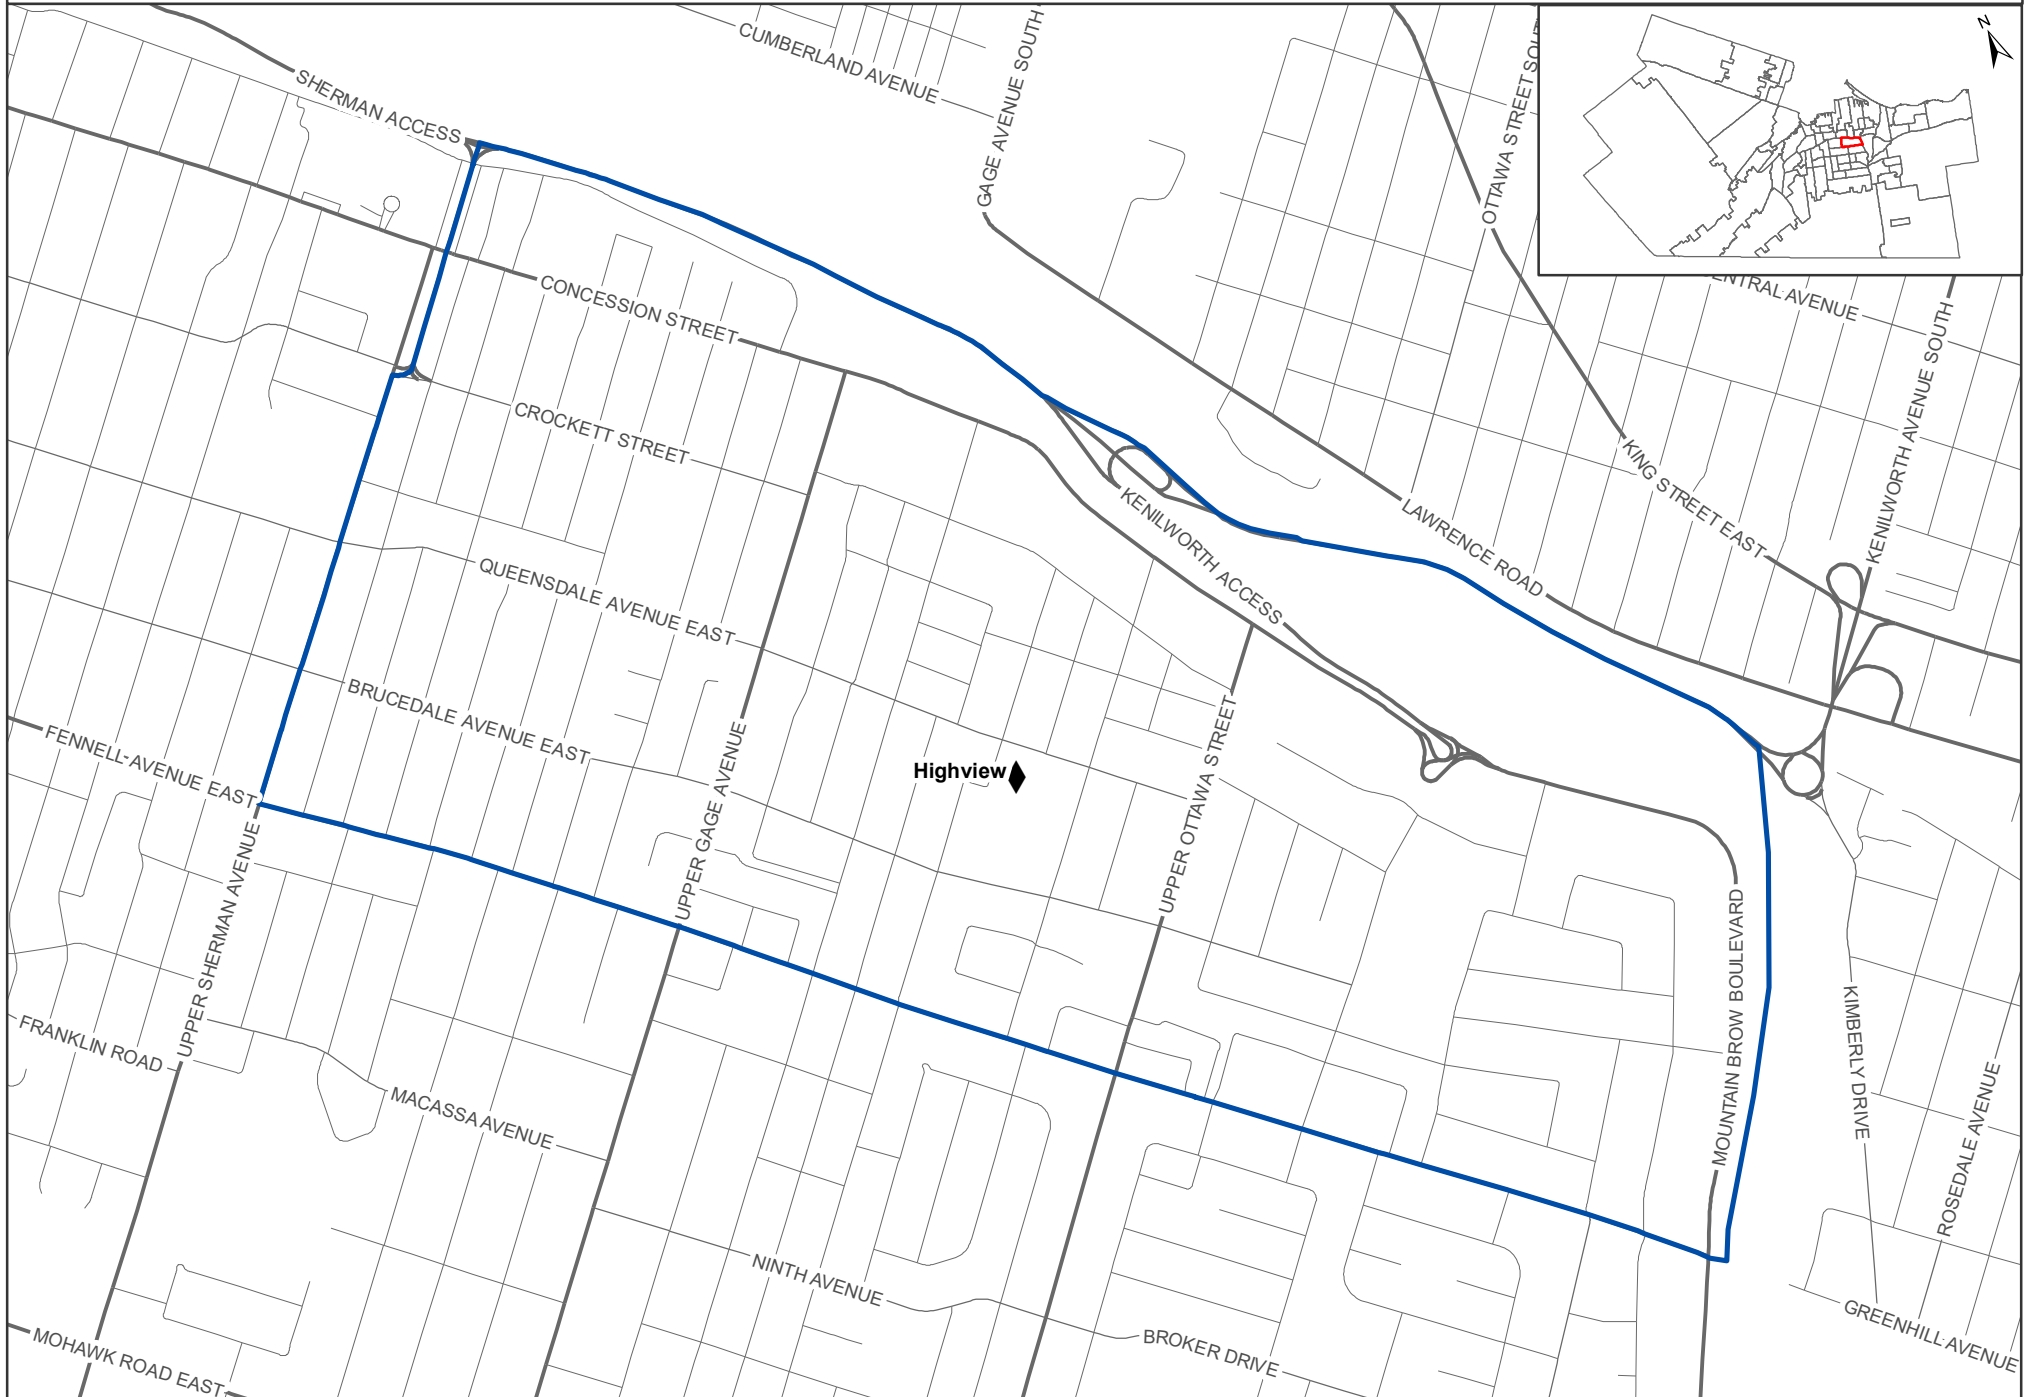 CUMBERLAND AVENUE
GAGE AVENUE SOUTH
N
SHERMAN ACCESS
OTTAWA STREET SOU
CONCESSION STREET
ENTRAL AVENUE
KENILWORTH AVENUE SOUTH
CROCKETT STREET
KING STREET EAST
KENILWORTH ACCESS
LAWRENCE ROAD
QUEENSDALE AVENUE EAST
BRUCEDALE AVENUE EAST
FENNELL AVENUE EAST
UPPER GAGE AVENUE
Highview
UPPER OTTAWA STREET
UPPER SHERMAN AVENUE
MOUNTAIN BROW BOULEVARD
KIMBERLY DRIVE
FRANKLIN ROAD
MACASSA AVENUE
ROSEDALE AVENUE
NINTH AVENUE
BROKER DRIVE
GREENHILL AVENUE
MOHAWK ROAD EAST